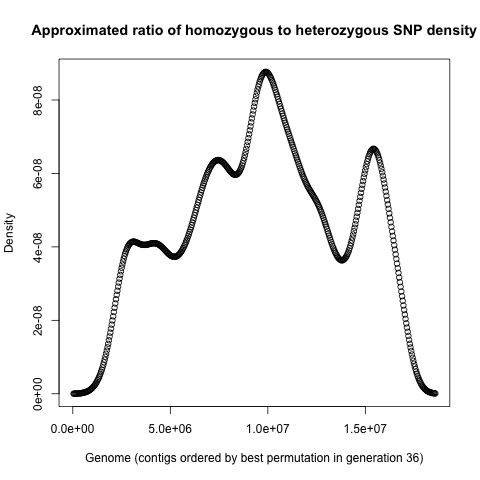 Approximated ratio of homozygous to heterozygous SNP density
Density
8e-08
6e-08
4e-08
2e-08
0e+00
0.0e+00 5.0e+06 1.0e+07 1.5e+07
Genome (contigs ordered by best permutation in generation 36)